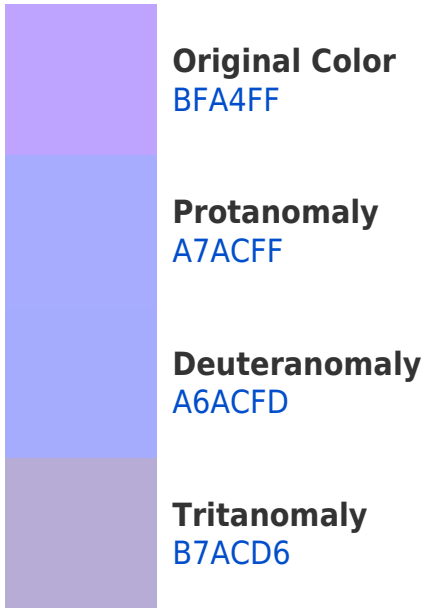 Original Color
BFA4FF
Protanomaly
A7ACFF
Deuteranomaly
A6ACFD
Tritanomaly
B7ACD6